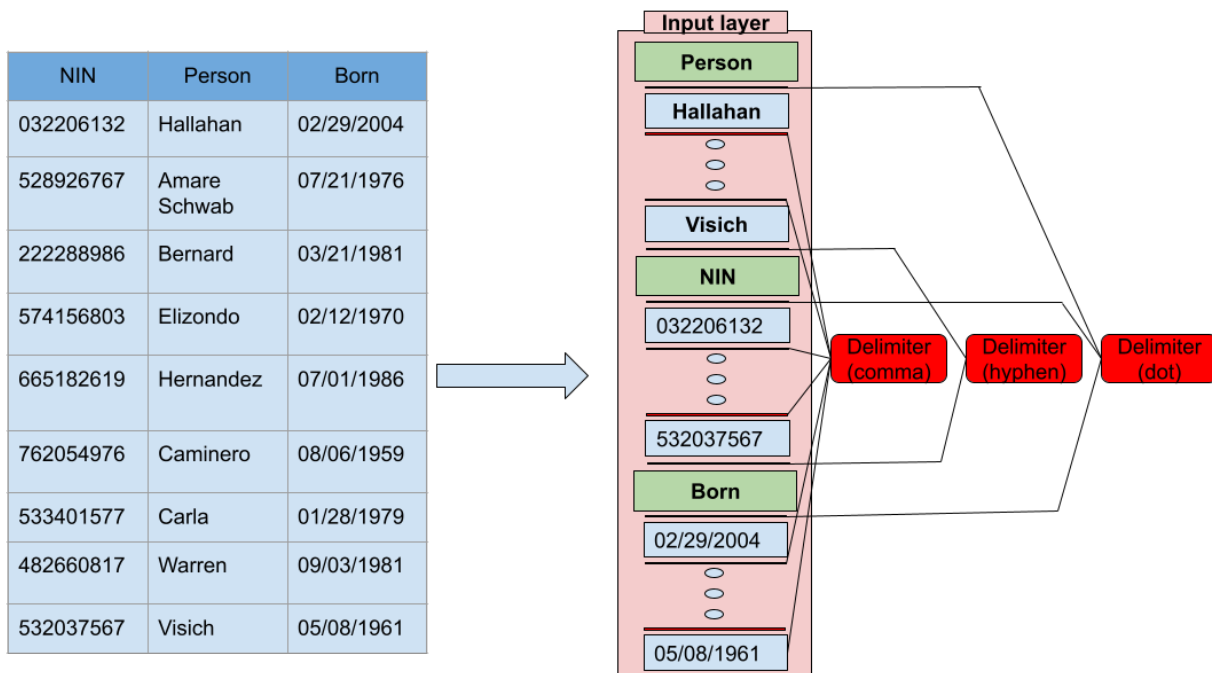 NIN Person Born
032206132 Hallahan 02/29/2004
528926767 Amare 07/21/1976
Schwab
222288986 Bernard 03/21/1981
574156803 Elizondo 02/12/1970
665182619 Hernandez 07/01/1986
762054976 Caminero 08/06/1959
533401577 Carla 01/28/1979
482660817 Warren 09/03/1981
532037567 Visich 05/08/1961
Input layer
Person
Hallahan
Visich
NIN
032206132
532037567
Born
02/29/2004
05/08/1961
Delimiter
(comma)
Delimiter
(hyphen)
Delimiter
(dot)